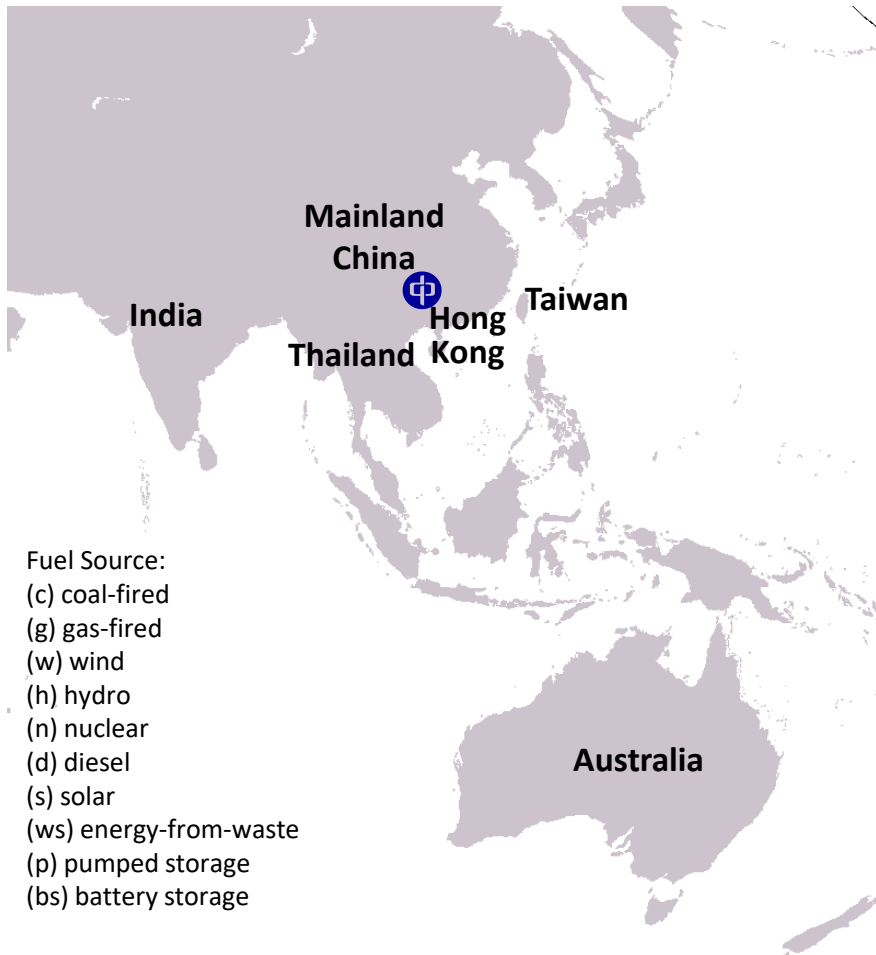 Mainland
China
India
Taiwan
Hong
Kong
Thailand
Fuel Source:
(c) coal-fired
(g) gas-fired
(w) wind
(h) hydro
(n) nuclear
(d) diesel
(s) solar
(ws) energy-from-waste
(p) pumped storage
(bs) battery storage
Australia